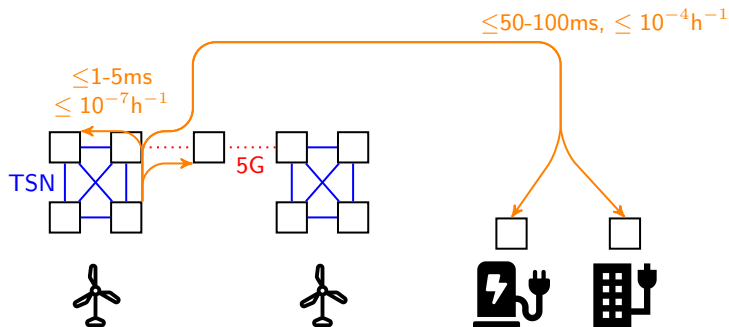 ≤50-100ms, ≤ 10⁻⁴h⁻¹
≤1-5ms
≤ 10⁻⁷h⁻¹
5G
TSN